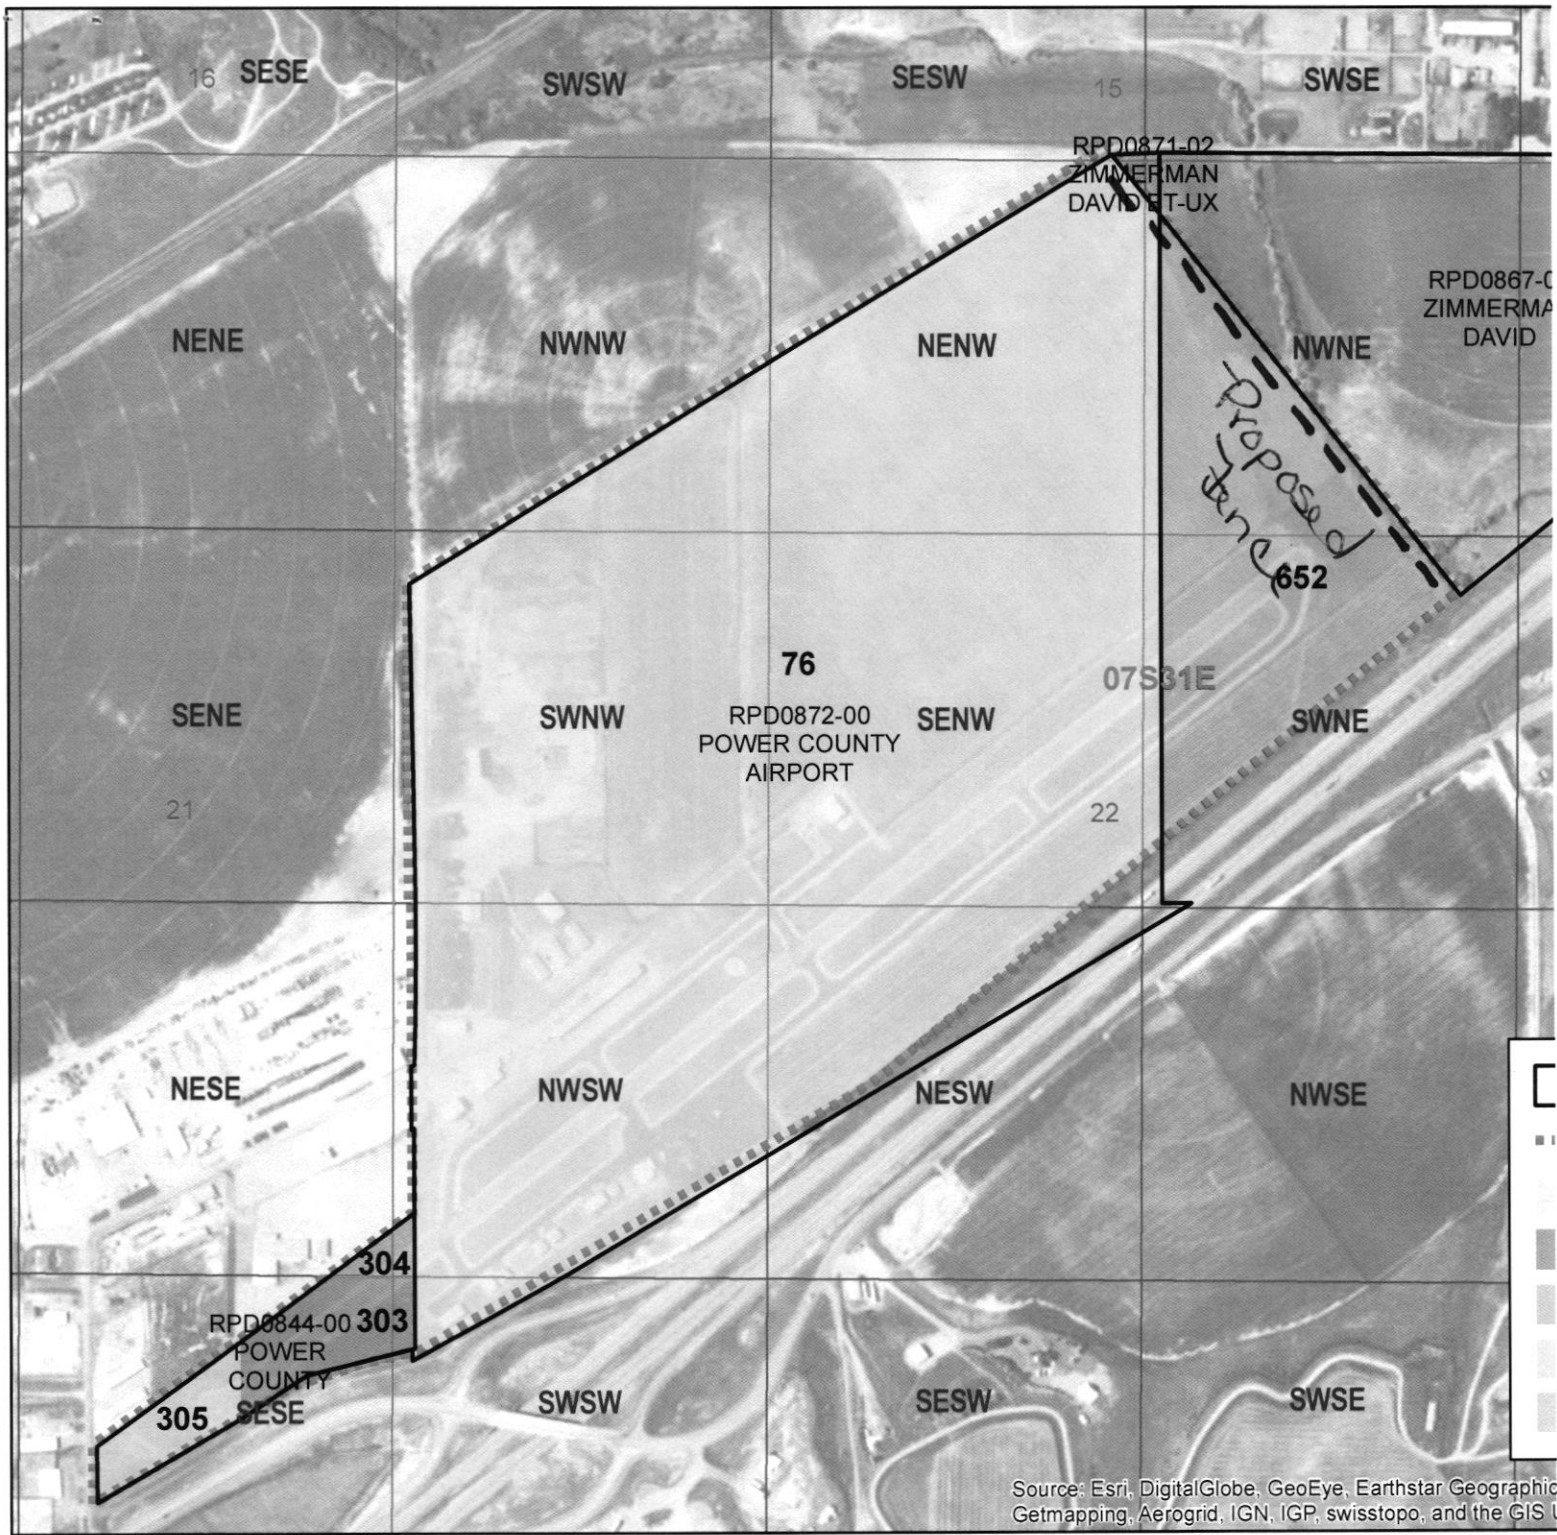 16
SESE
SWSW
SESW
15
SWSE
RPD0871-02
ZIMMERMAN
DAVID ET-UX
RPD0867-0
ZIMMERMA
DAVID
NENE
NWNW
NENW
NWNE
Proposed
Fence
652
76
07S31E
SENE
SWNW
RPD0872-00
POWER COUNTY
AIRPORT
SENW
SWNE
21
22
NESE
NWSW
NESW
NWSE
304
RPD0844-00
303
POWER
COUNTY
305
SESE
SWSW
SESW
SWSE
Source: Esri, DigitalGlobe, GeoEye, Earthstar Geographic
Getmapping, Aerogrid, IGN, IGP, swisstopo, and the GIS